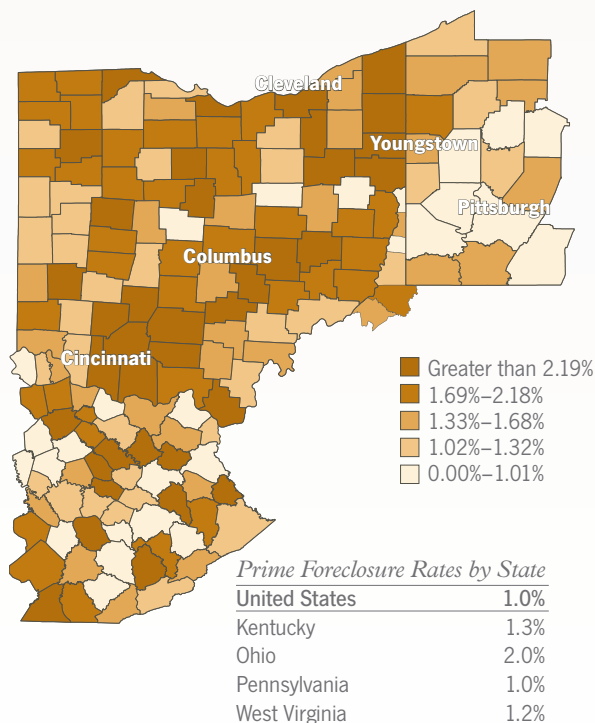 Cleveland
Youngstown
Pittsburgh
Columbus
Cincinnati
Greater than 2.19%
1.69%–2.18%
1.33%–1.68%
1.02%–1.32%
0.00%–1.01%
Prime Foreclosure Rates by State
United States 1.0%
Kentucky 1.3%
Ohio 2.0%
Pennsylvania 1.0%
West Virginia 1.2%